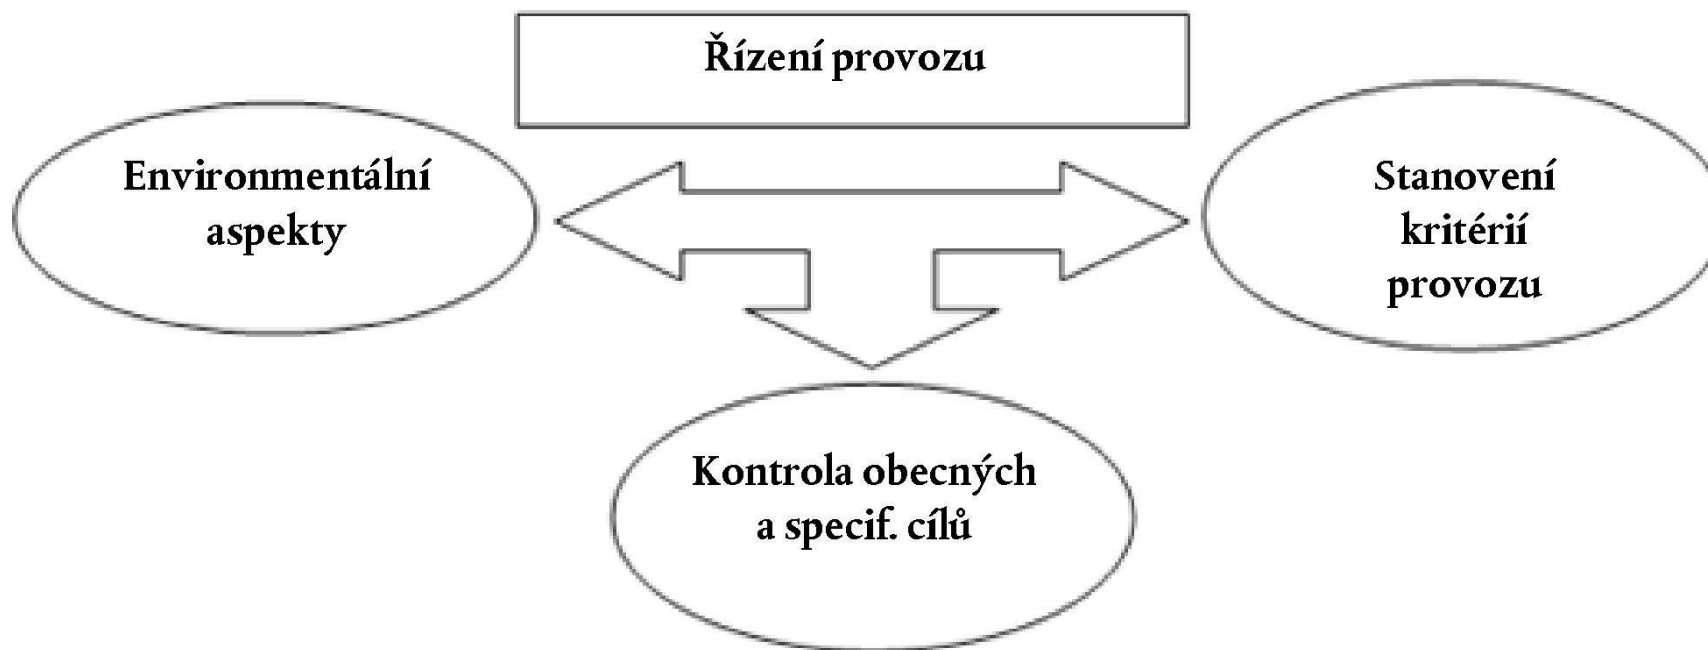 Řízení provozu
Environmentální
aspekty
Stanovení
kritérií
provozu
Kontrola obecných
a specif. cílů